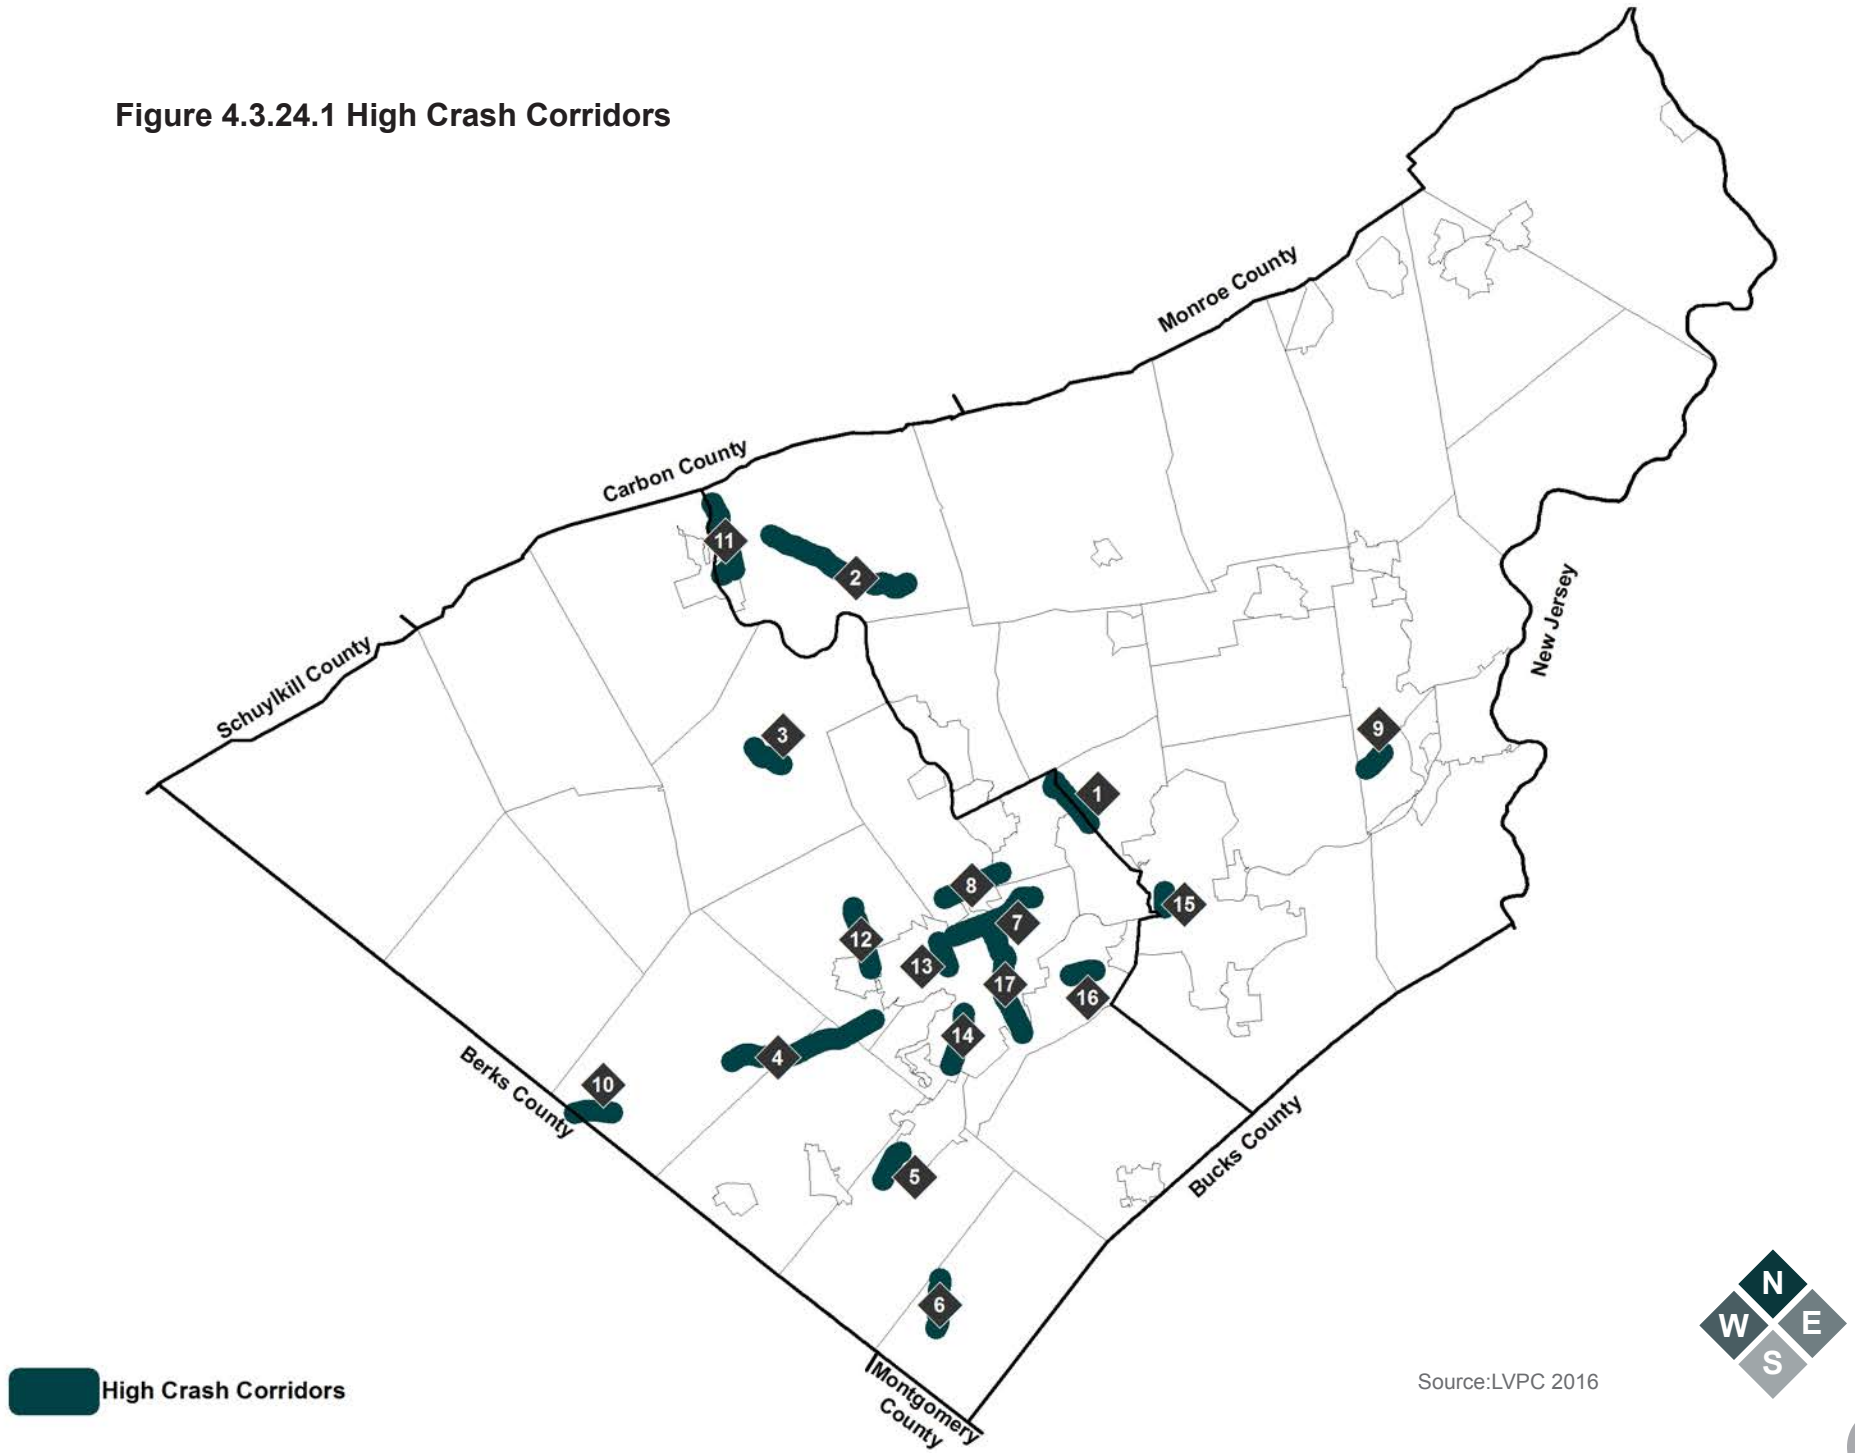 Figure 4.3.24.1 High Crash Corridors
Monroe County
Carbon County
11
2
Schuylkill County
New Jersey
3
9
1
8
15
7
12
13
17
16
14
4
10
Berks County
Bucks County
5
6
N
W
E
S
High Crash Corridors
Source:LVPC 2016
Montgomery
County